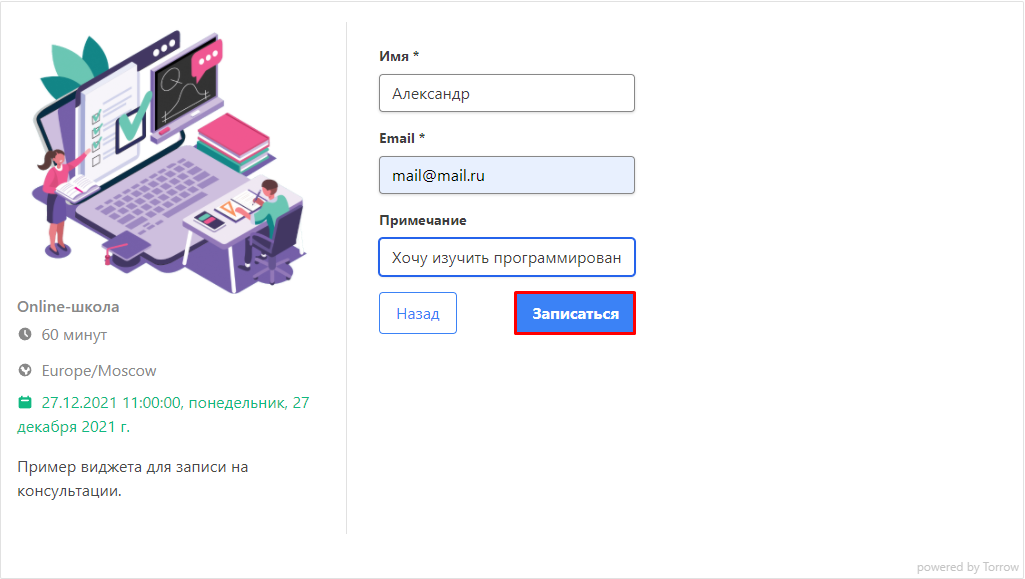 Online-школа
60 минут
Europe/Moscow
27.12.2021 11:00:00, понедельник, 27
декабря 2021 г.
Пример виджета для записи на
консультации.
Имя *
Александр
Email *
mail@mail.ru
Примечание
Хочу изучить программирован
Назад
Записаться
powered by Torrow